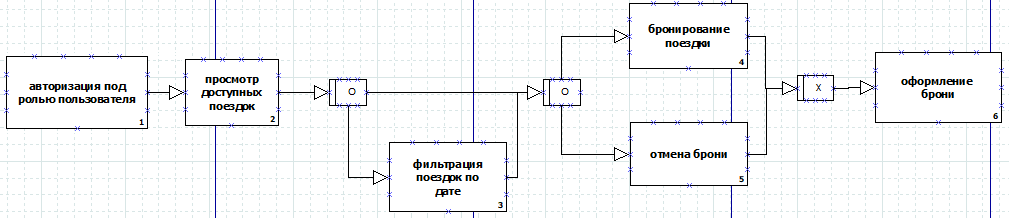 авторизация под
ролью пользователя
1
просмотр
доступных
поездок
2
O
фильтрация
поездок по
дате
3
O
бронирование
поездки
4
отмена брони
5
X
оформление
брони
6